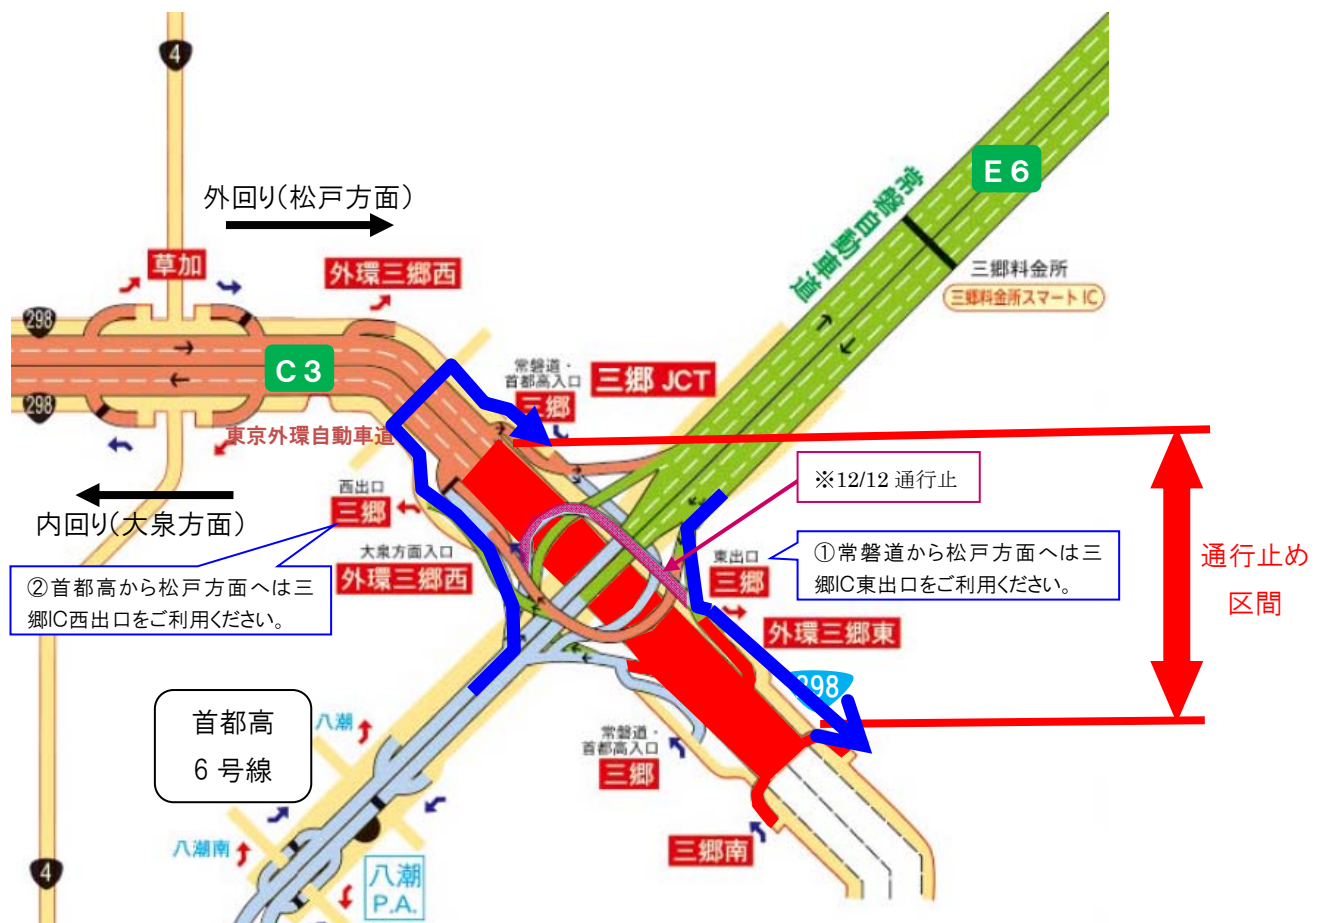 4
E6
常磐自動車道
外回り(松戸方面)
草加
外環三郷西
三郷料金所
三郷料金所スマートIC
298
C3
常磐道・
首都高入口
三郷
三郷 JCT
298
東京外環自動車道
※12/12 通行止
西出口
三郷
内回り(大泉方面)
大泉方面入口
外環三郷西
東出口
三郷
①常磐道から松戸方面へは三
郷IC東出口をご利用ください。
通行止め
区間
②首都高から松戸方面へは三
郷IC西出口をご利用ください。
外環三郷東
298
首都高
6号線
八潮
常磐道・
首都高入口
三郷
八潮南
三郷南
4
八潮
P.A.